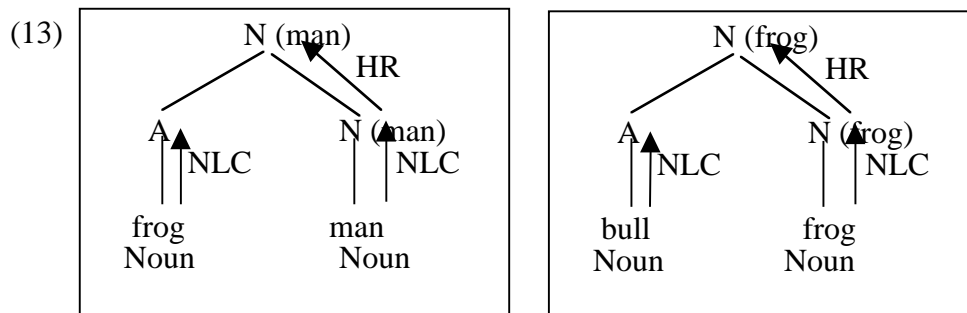 (13)
N (man)
HR
A N (man)
NLC NLC
frog man
Noun Noun
N (frog)
HR
A N (frog)
NLC NLC
bull frog
Noun Noun